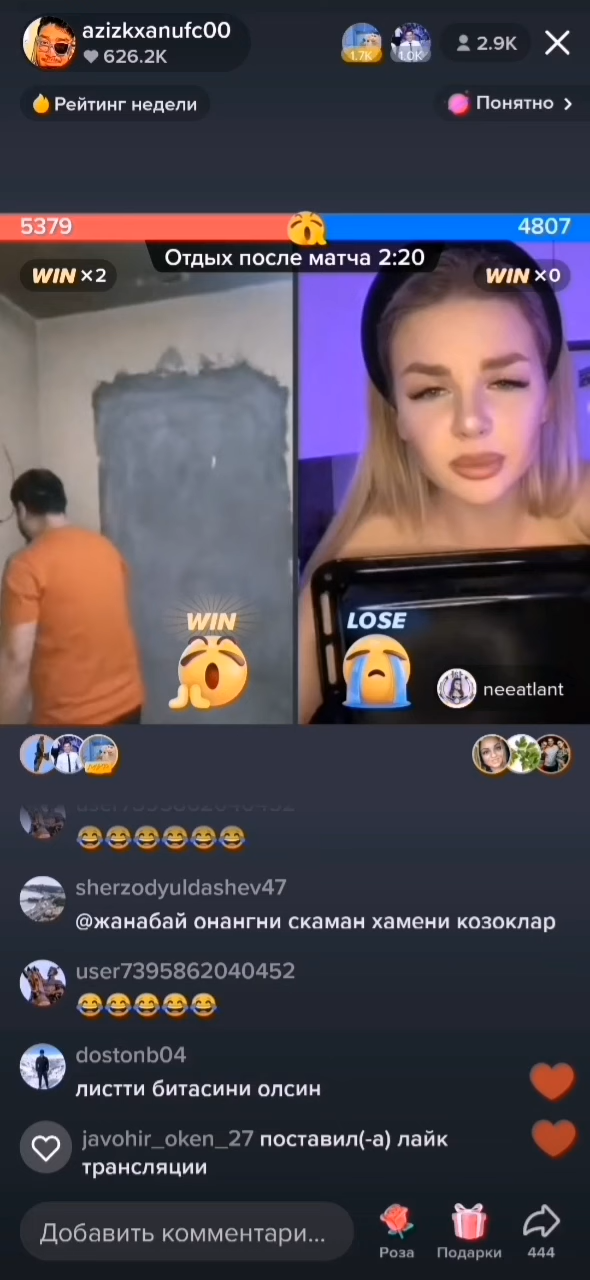 azizkxanufc00
626.2K
1.7K
1.0K
2.9K
Рейтинг недели
Понятно
5379
4807
Отдых после матча 2:20
WIN ×2
WIN ×0
WIN
LOSE
neeatlant
user7395862040452
😂😂😂😂😂😂
sherzodyuldashev47
@жанабай онангни скаман хамени козоклар
user7395862040452
😂😂😂😂😂
dostonb04
листти битасини олсин
javohir_oken_27 поставил(-а) лайк
трансляции
Добавить комментари...
Роза
Подарки
444